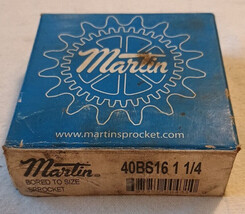 Martin
www.martinsprocket.com
Martin
BORED TO SIZE
SPROCKET
40BS16 1 1/4